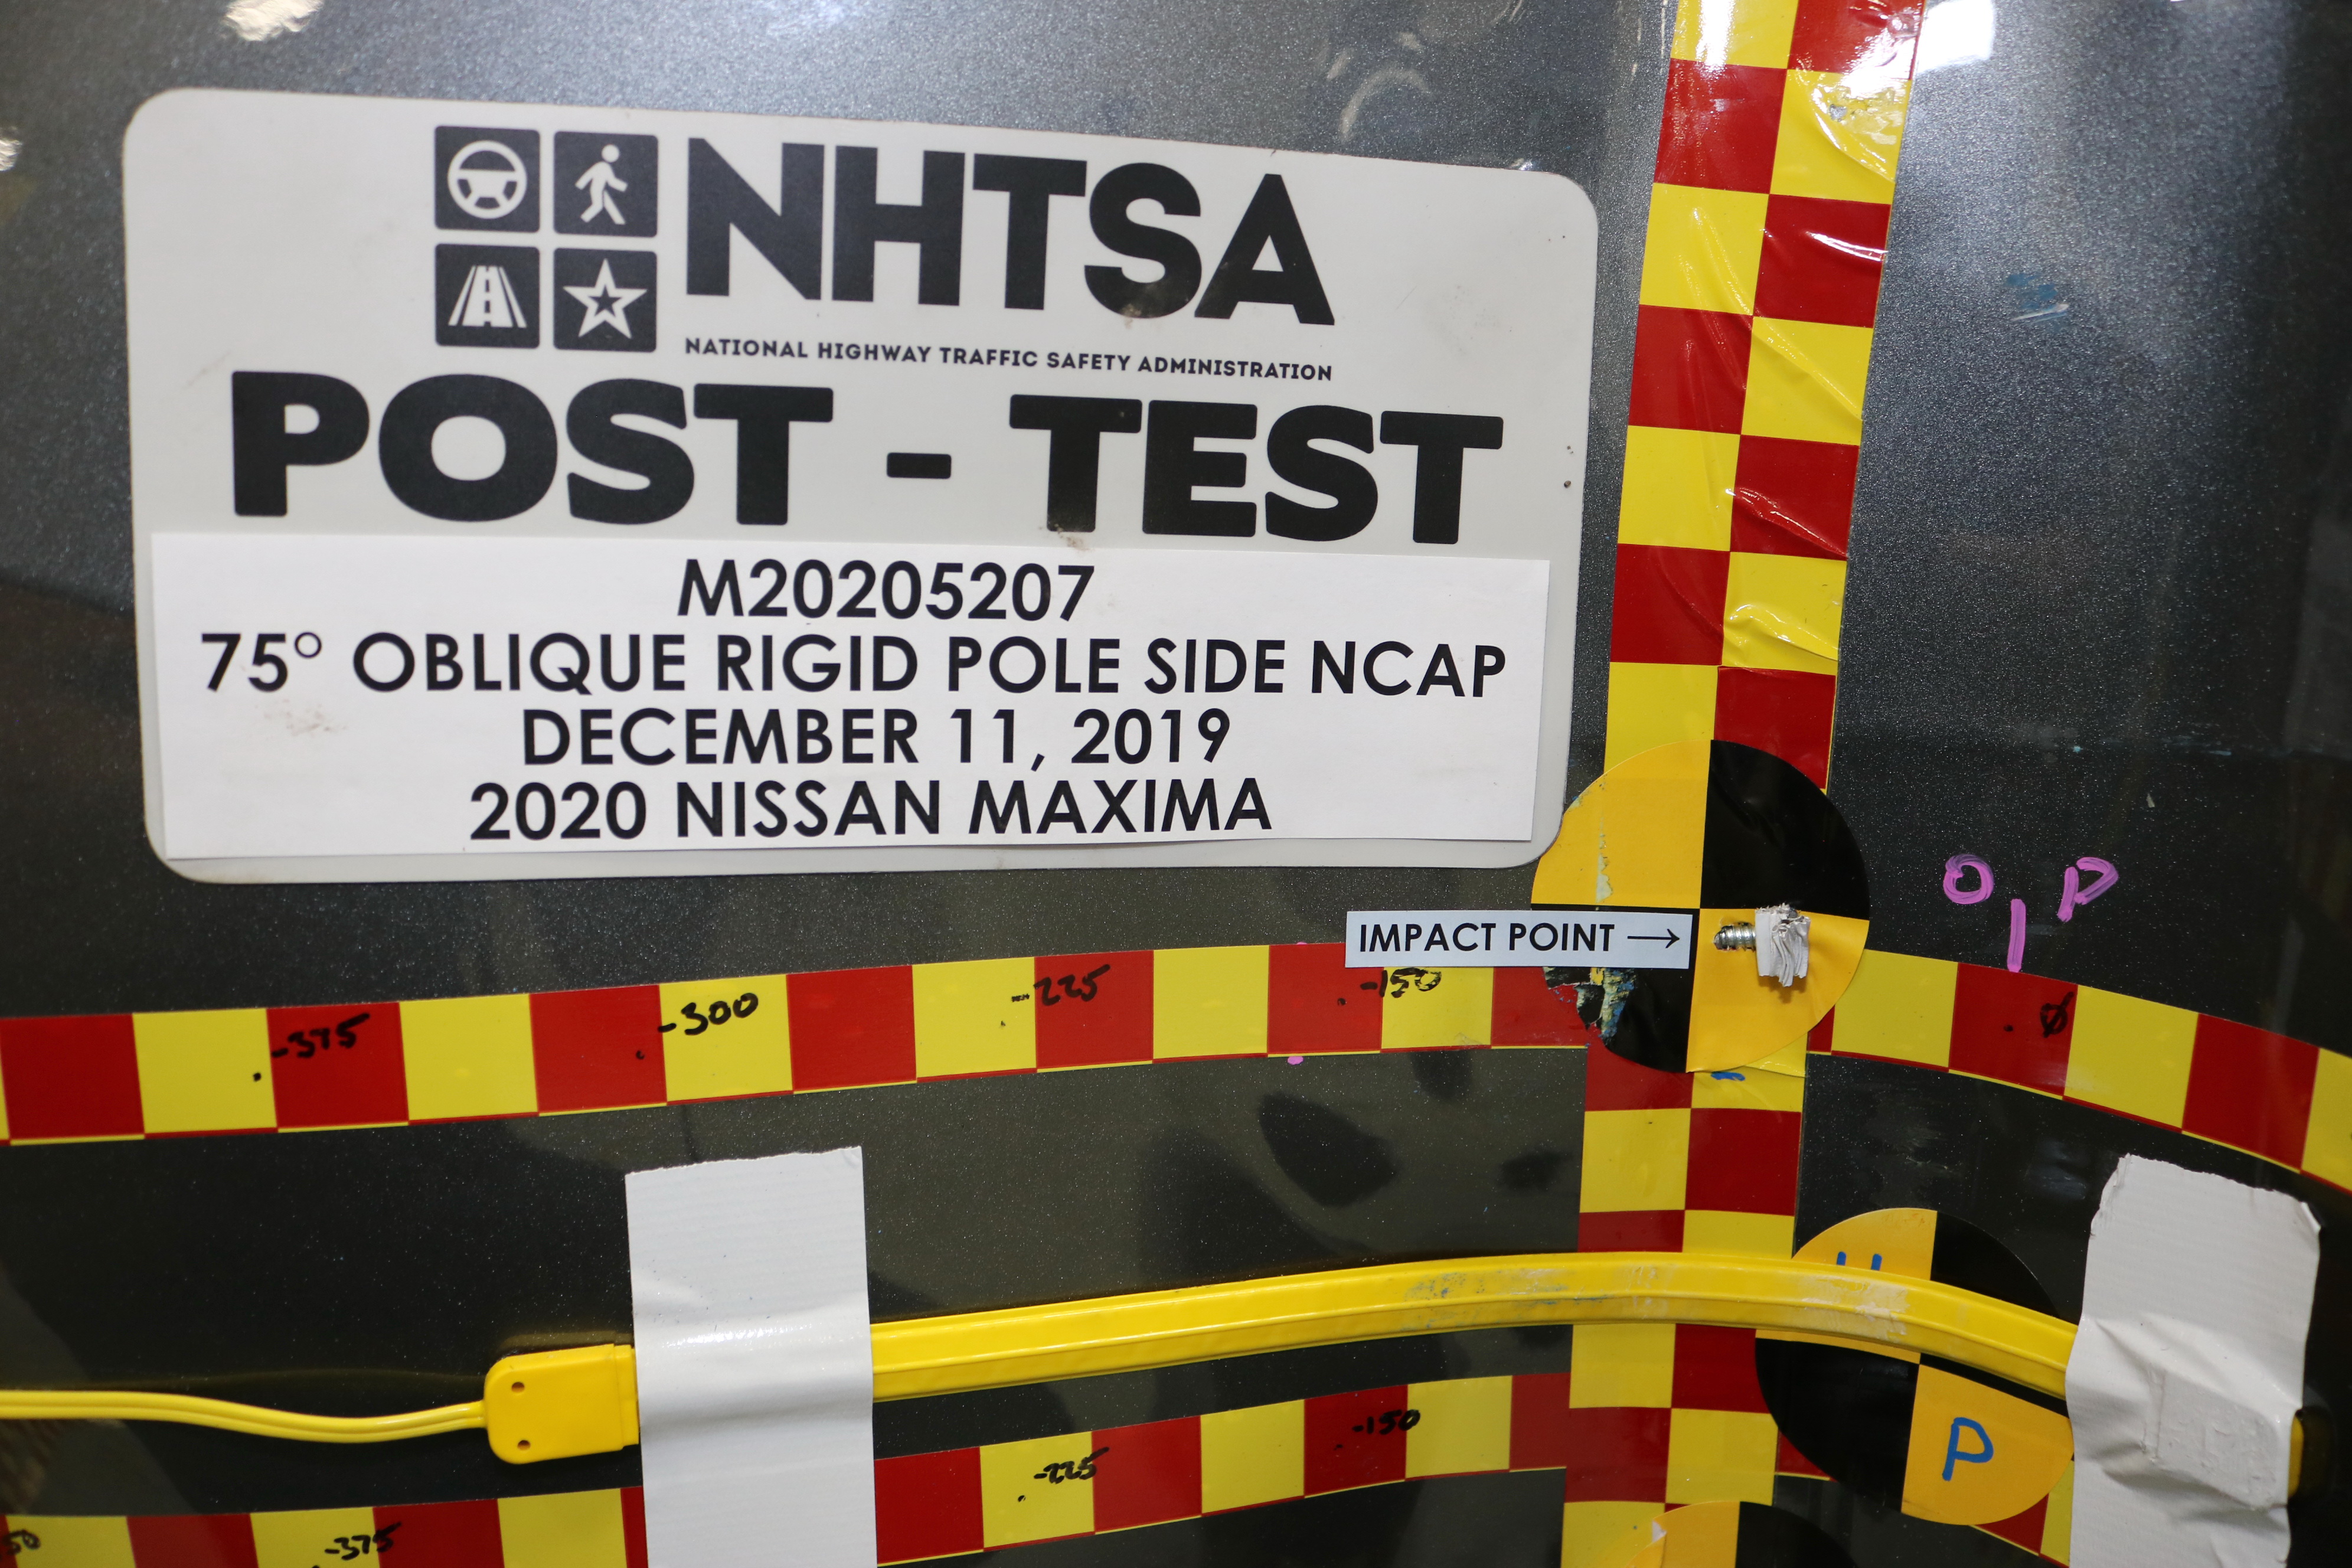 NHTSA
NATIONAL HIGHWAY TRAFFIC SAFETY ADMINISTRATION
POST - TEST
M20205207
75° OBLIQUE RIGID POLE SIDE NCAP
DECEMBER 11, 2019
2020 NISSAN MAXIMA
O P
IMPACT POINT →
-375
-300
-225
-150
P
-225
-150
-375